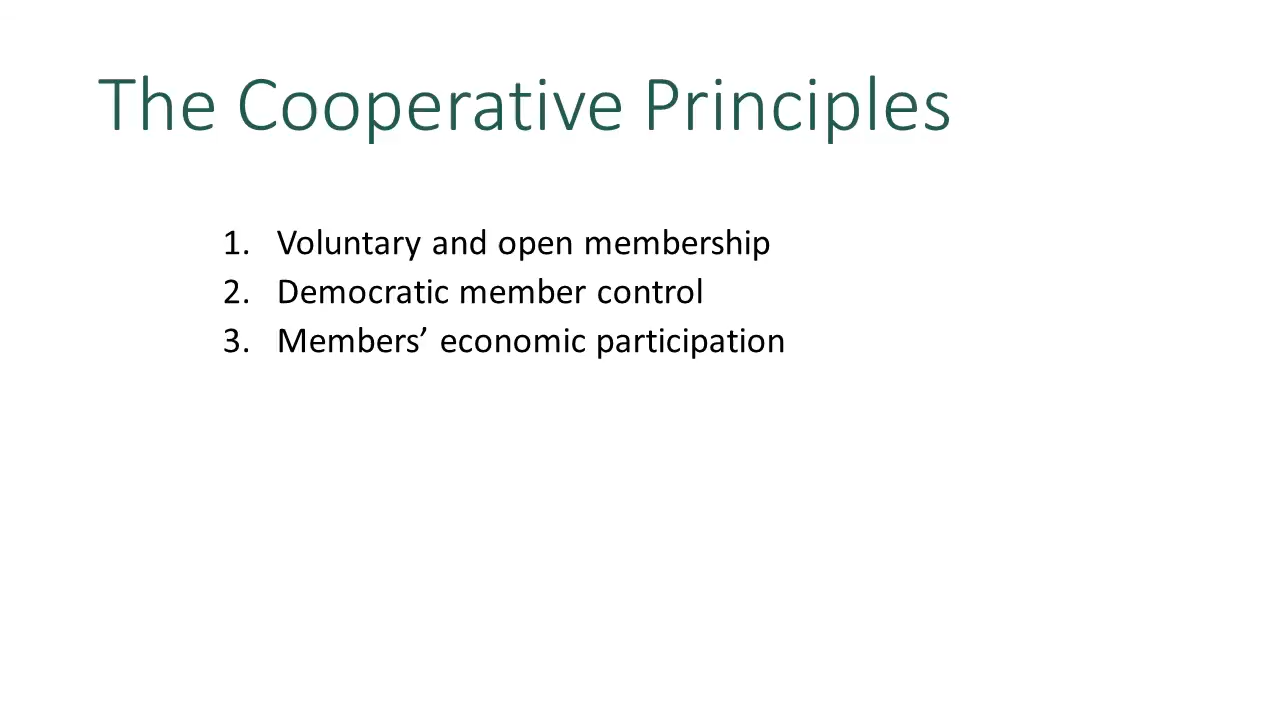 The Cooperative Principles
1. Voluntary and open membership
2. Democratic member control
3. Members’ economic participation